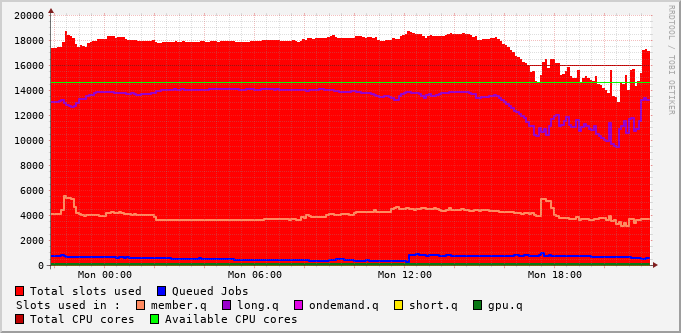 20000
18000
16000
14000
12000
10000
8000
6000
4000
2000
0
Mon 00:00 Mon 06:00 Mon 12:00 Mon 18:00
RRDTOOL / TOBI OETIKER
Total slots used Queued Jobs
Slots used in : member.q long.q ondemand.q short.q gpu.q
Total CPU cores Available CPU cores